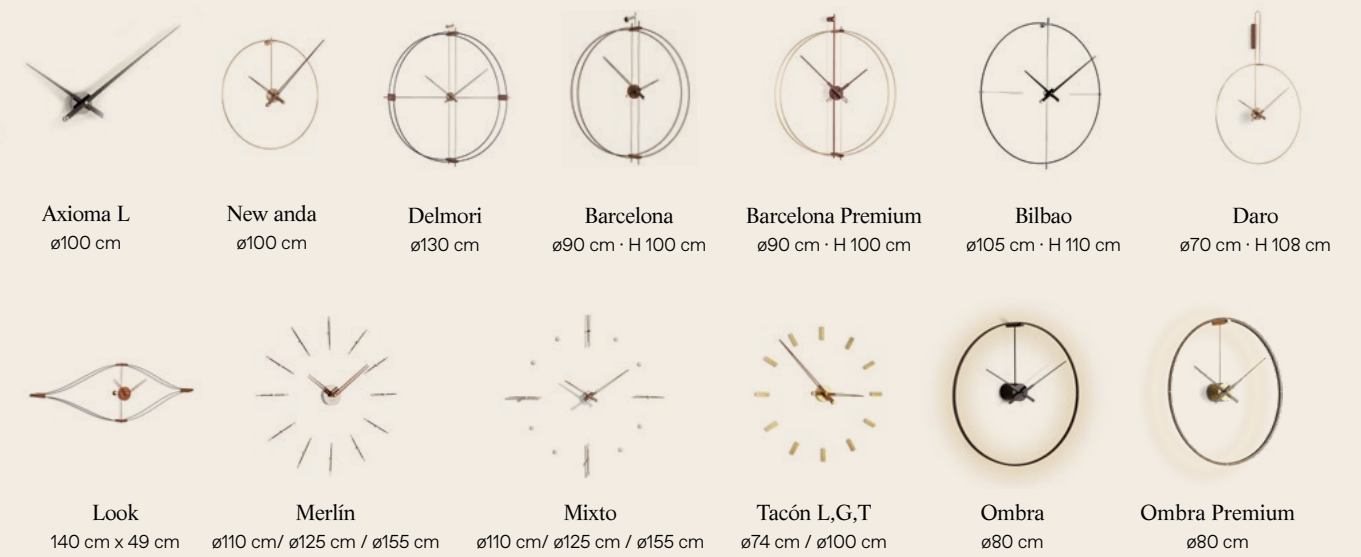 Axioma L
ø100 cm
New anda
ø100 cm
Delmori
ø130 cm
Barcelona
ø90 cm · H 100 cm
Barcelona Premium
ø90 cm · H 100 cm
Bilbao
ø105 cm · H 110 cm
Daro
ø70 cm · H 108 cm
Look
140 cm x 49 cm
Merlín
ø110 cm/ ø125 cm / ø155 cm
Mixto
ø110 cm/ ø125 cm / ø155 cm
Tacón L,G,T
ø74 cm / ø100 cm
Ombra
ø80 cm
Ombra Premium
ø80 cm